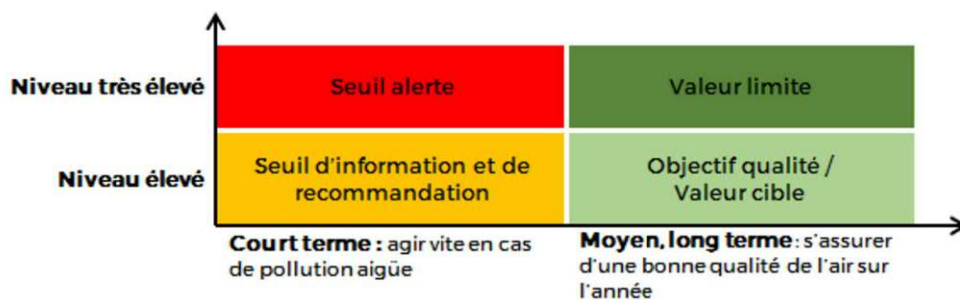 Niveau très élevé
Seuil alerte
Valeur limite
Niveau élevé
Seuil d'information et de
recommandation
Objectif qualité /
Valeur cible
Court terme : agir vite en cas
de pollution aigüe
Moyen, long terme : s'assurer
d'une bonne qualité de l'air sur
l'année